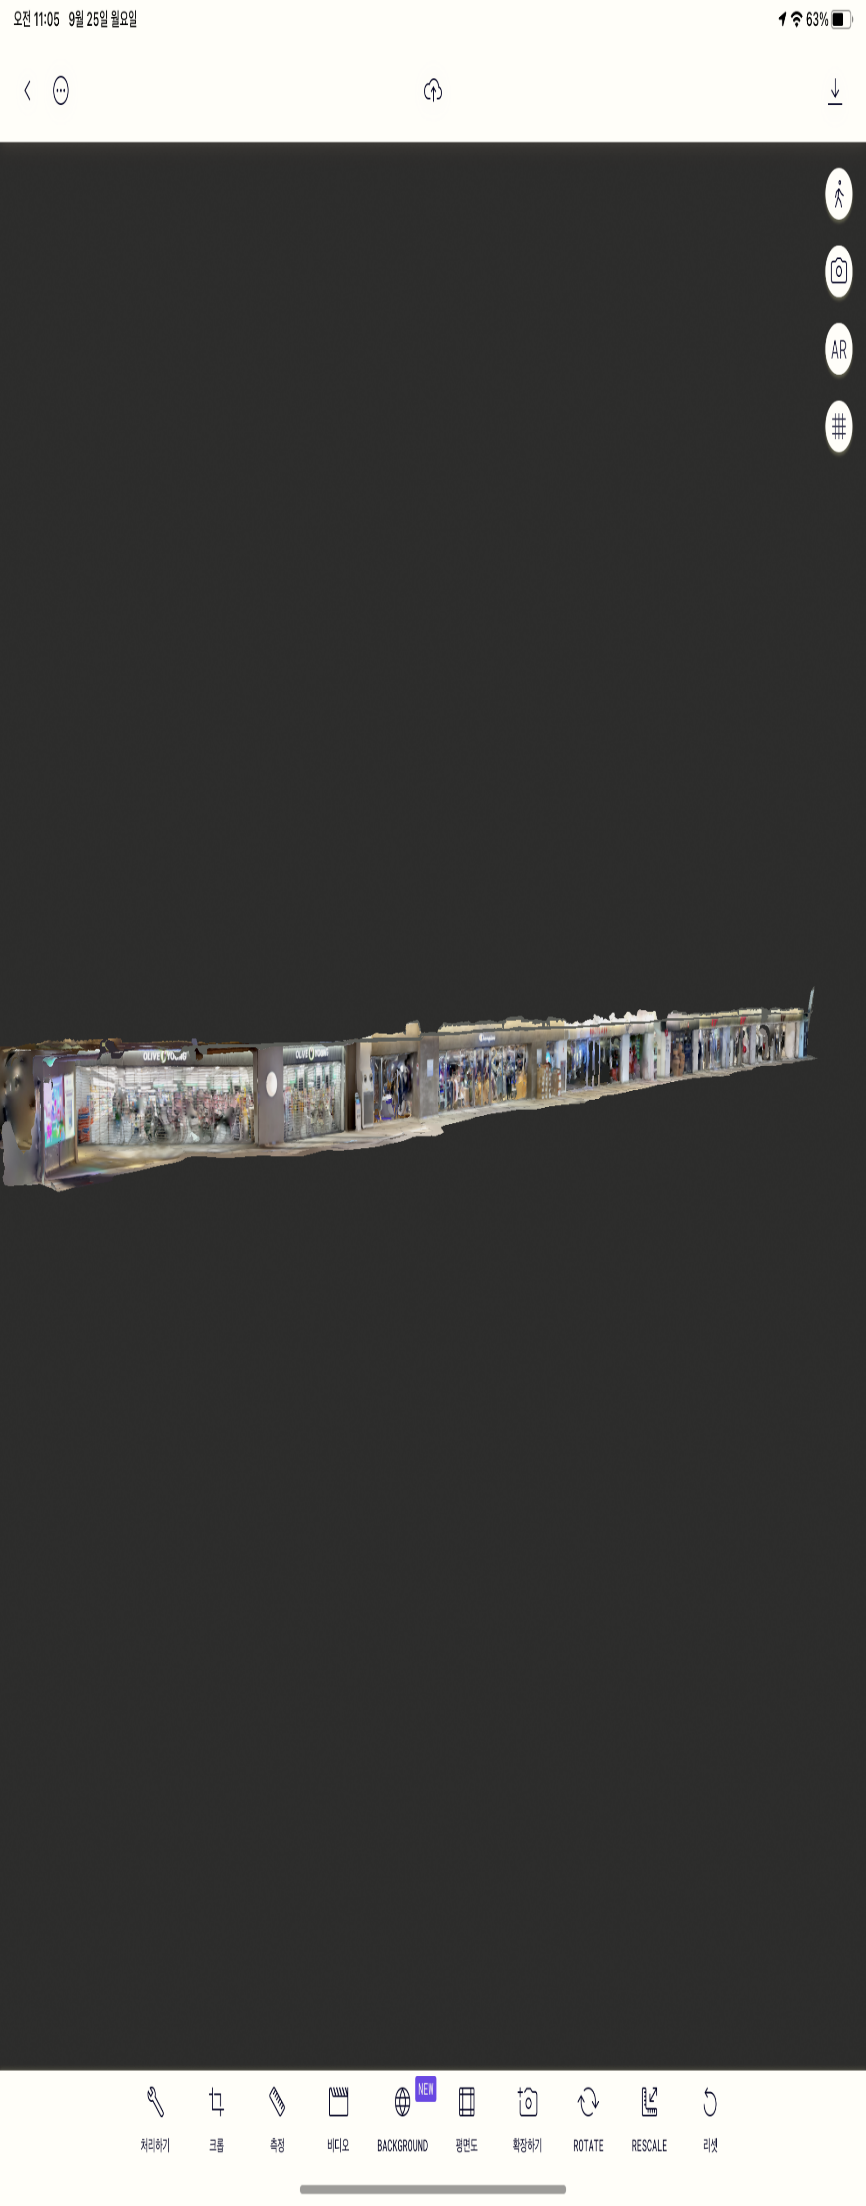 오전 11:05 9월 25일 월요일
63%
AR
OLIVE YOUNG
OLIVE YOUNG
NEW
처리하기
크롭
측정
비디오
BACKGROUND
평면도
확장하기
ROTATE
RESCALE
리셋